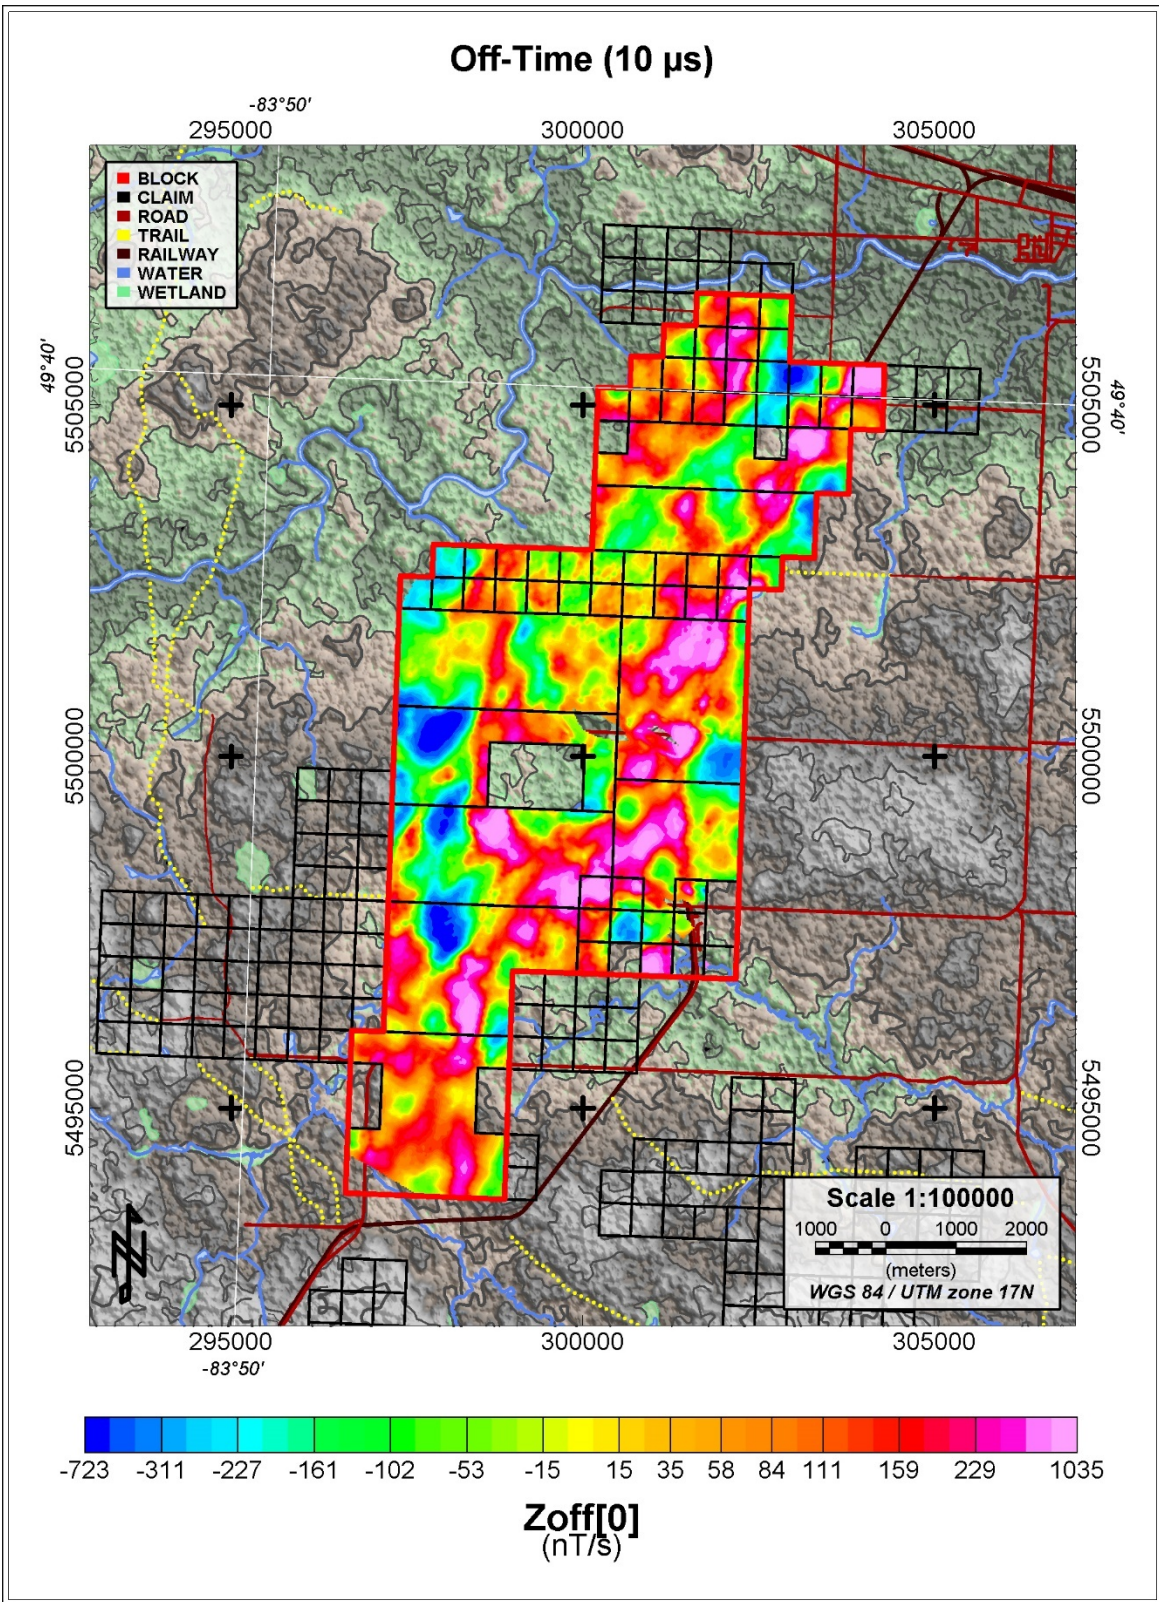 Off-Time (10 µs)
-83°50'
295000 300000 305000
BLOCK
CLAIM
ROAD
TRAIL
RAILWAY
WATER
WETLAND
49°40'
5505000
5505000
49°40'
5500000
5500000
5495000
5495000
Scale 1:100000
1000 0 1000 2000
(meters)
WGS 84 / UTM zone 17N
295000 300000 305000
-83°50'
-723 -311 -227 -161 -102 -53 -15 15 35 58 84 111 159 229 1035
Zoff[0]
(nT/s)